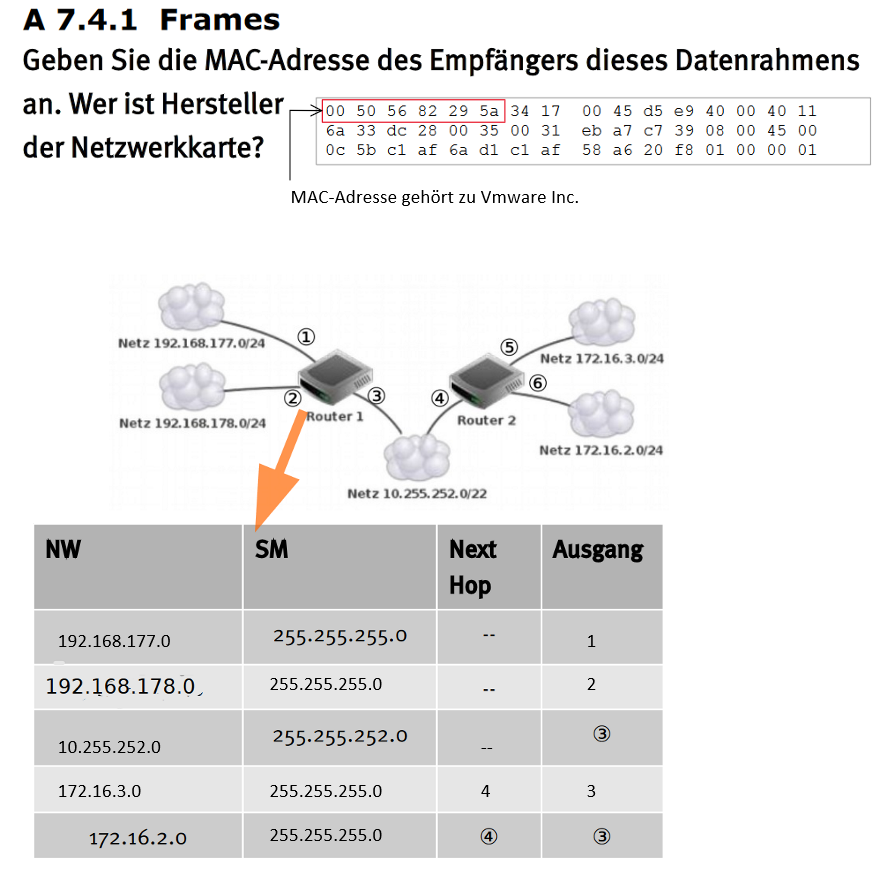 A 7.4.1 Frames
Geben Sie die MAC-Adresse des Empfängers dieses Datenrahmens
an. Wer ist Hersteller
der Netzwerkkarte?
00 50 56 82 29 5a 34 17 00 45 d5 e9 40 00 40 11
6a 33 dc 28 00 35 00 31 eb a7 c7 39 08 00 45 00
0c 5b c1 af 6a d1 c1 af 58 a6 20 f8 01 00 00 01
MAC-Adresse gehört zu Vmware Inc.
①
Netz 192.168.177.0/24
②
③
Router 1
Netz 192.168.178.0/24
④
⑤
Netz 172.16.3.0/24
⑥
Router 2
Netz 172.16.2.0/24
Netz 10.255.252.0/22
NW SM Next Hop Ausgang
192.168.177.0 255.255.255.0 -- 1
192.168.178.0 255.255.255.0 -- 2
10.255.252.0 255.255.252.0 -- ③
172.16.3.0 255.255.255.0 4 3
172.16.2.0 255.255.255.0 ④ ③